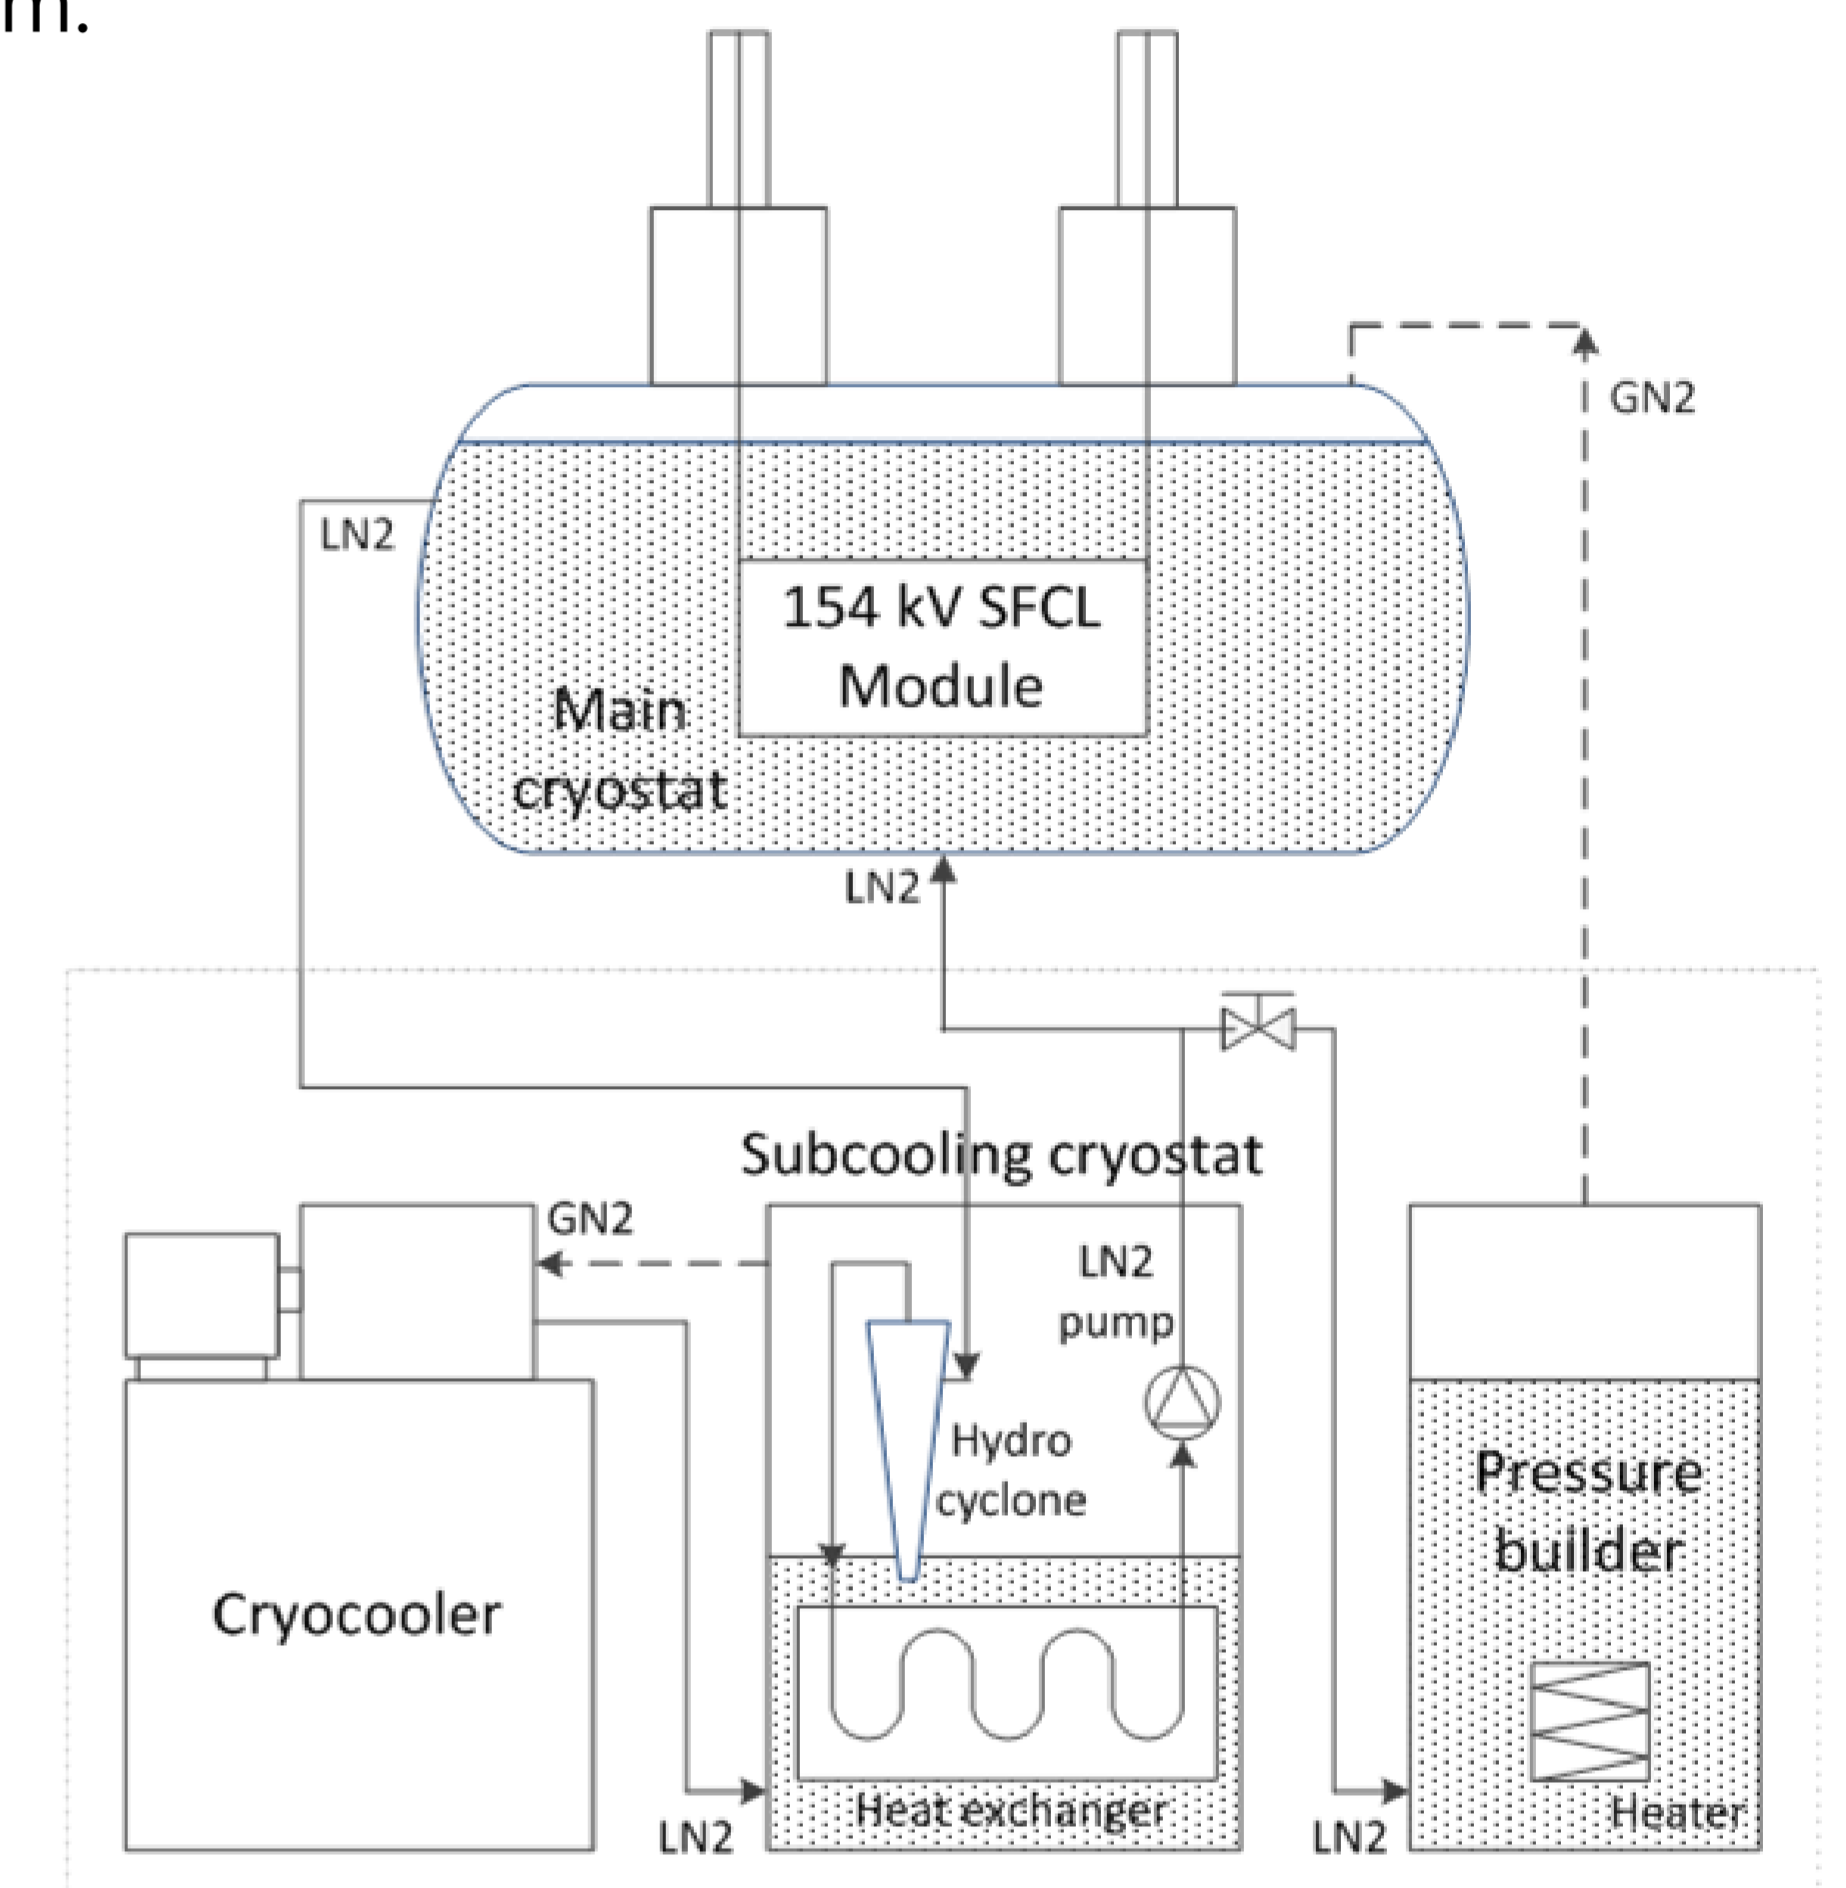 m.
GN2
LN2
154 kV SFCL
Module
Main
cryostat
LN2
Subcooling cryostat
GN2
LN2
pump
Hydro
cyclone
Pressure
builder
Cryocooler
Heat exchanger
Heater
LN2
LN2